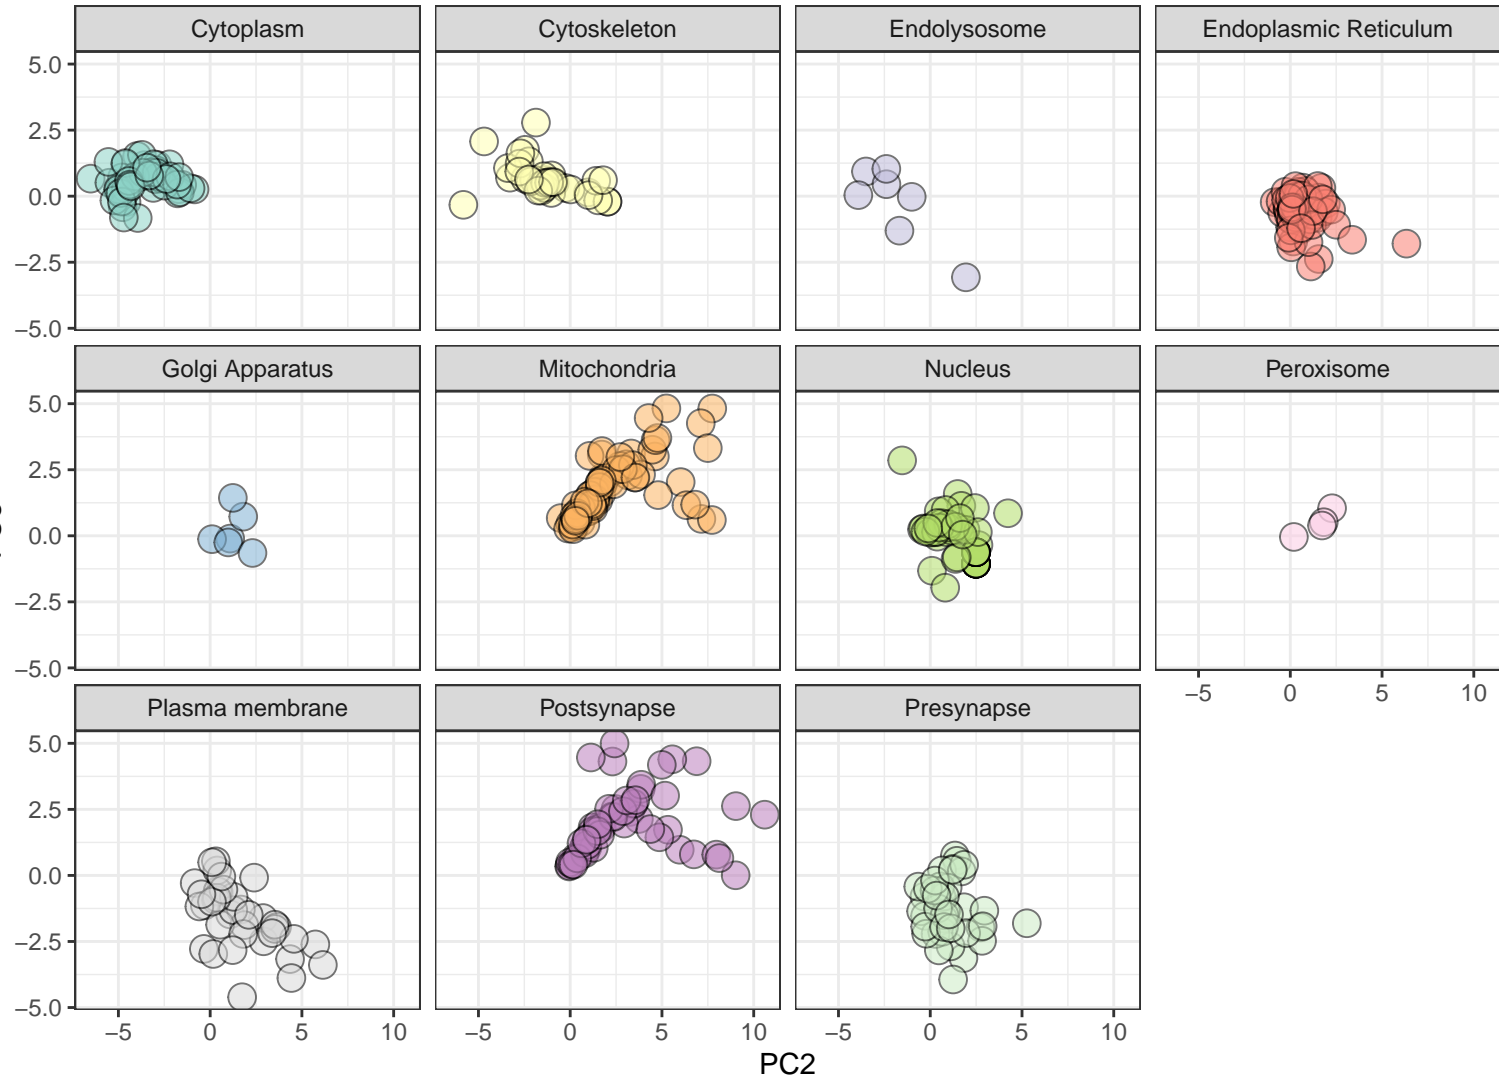 Cytoplasm Cytoskeleton Endolysosome Endoplasmic Reticulum
5.0
2.5
0.0
−2.5
−5.0
Golgi Apparatus Mitochondria Nucleus Peroxisome
5.0
2.5
0.0
−2.5
−5.0
−5 0 5 10
Plasma membrane Postsynapse Presynapse
5.0
2.5
0.0
−2.5
−5.0
−5 0 5 10 −5 0 5 10 −5 0 5 10
PC2